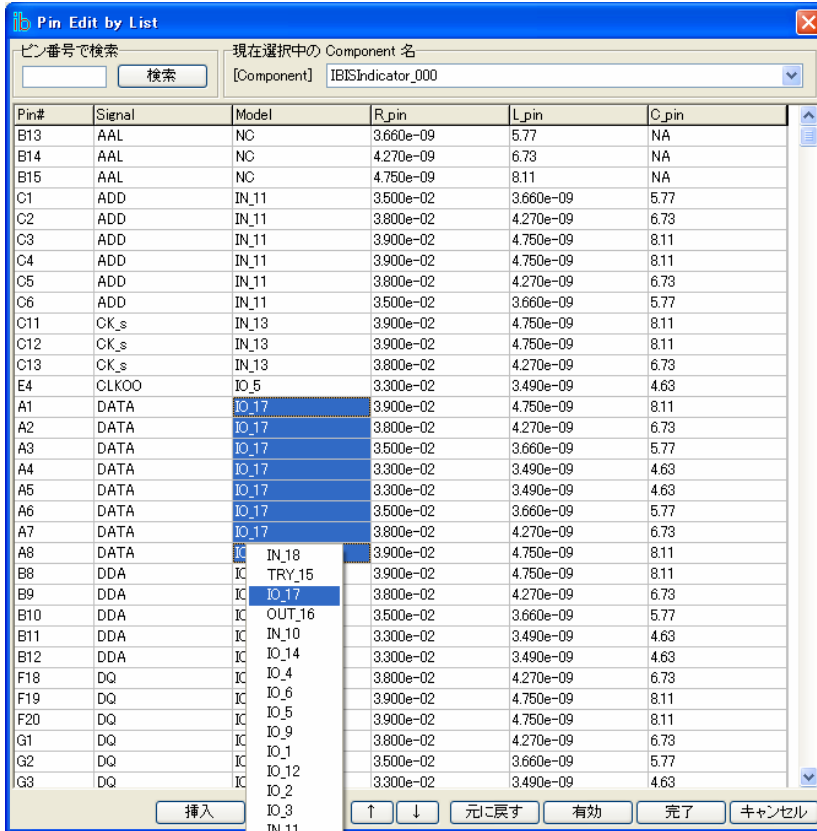 ib Pin Edit by List
ピン番号で検索 現在選択中の Component 名
検索 [Component] IBISIndicator_000
Pin# Signal Model R_pin L_pin C_pin
B13 AAL NC 3.660e-09 5.77 NA
B14 AAL NC 4.270e-09 6.73 NA
B15 AAL NC 4.750e-09 8.11 NA
C1 ADD IN_11 3.500e-02 3.660e-09 5.77
C2 ADD IN_11 3.800e-02 4.270e-09 6.73
C3 ADD IN_11 3.900e-02 4.750e-09 8.11
C4 ADD IN_11 3.900e-02 4.750e-09 8.11
C5 ADD IN_11 3.800e-02 4.270e-09 6.73
C6 ADD IN_11 3.500e-02 3.660e-09 5.77
C11 CK_s IN_13 3.900e-02 4.750e-09 8.11
C12 CK_s IN_13 3.900e-02 4.750e-09 8.11
C13 CK_s IN_13 3.800e-02 4.270e-09 6.73
E4 CLKOO IO_5 3.300e-02 3.490e-09 4.63
A1 DATA IO_17 3.900e-02 4.750e-09 8.11
A2 DATA IO_17 3.800e-02 4.270e-09 6.73
A3 DATA IO_17 3.500e-02 3.660e-09 5.77
A4 DATA IO_17 3.300e-02 3.490e-09 4.63
A5 DATA IO_17 3.300e-02 3.490e-09 4.63
A6 DATA IO_17 3.500e-02 3.660e-09 5.77
A7 DATA IO_17 3.800e-02 4.270e-09 6.73
A8 DATA 3.900e-02 4.750e-09 8.11
B8 DDA 3.900e-02 4.750e-09 8.11
B9 DDA 3.800e-02 4.270e-09 6.73
B10 DDA 3.500e-02 3.660e-09 5.77
B11 DDA 3.300e-02 3.490e-09 4.63
B12 DDA 3.300e-02 3.490e-09 4.63
F18 DQ 3.800e-02 4.270e-09 6.73
F19 DQ 3.900e-02 4.750e-09 8.11
F20 DQ 3.900e-02 4.750e-09 8.11
G1 DQ 3.800e-02 4.270e-09 6.73
G2 DQ 3.500e-02 3.660e-09 5.77
G3 DQ 3.300e-02 3.490e-09 4.63
IN_18
TRY_15
IO_17
OUT_16
IN_10
IO_14
IO_4
IO_6
IO_5
IO_9
IO_1
IO_12
IO_2
IO_3
IN_11
挿入 ↑ ↓ 元に戻す 有効 完了 キャンセル